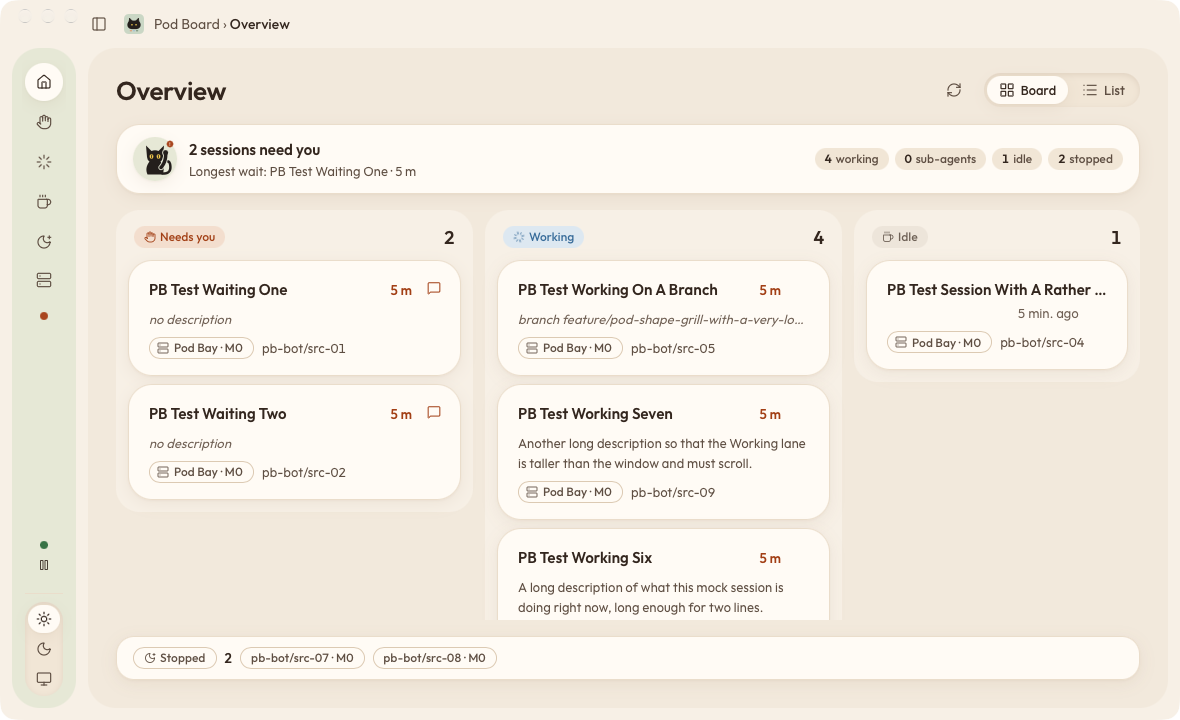 Pod Board › Overview
Overview
Board
List
2 sessions need you
Longest wait: PB Test Waiting One · 5 m
4 working
0 sub-agents
1 idle
2 stopped
Needs you
2
PB Test Waiting One
5 m
no description
Pod Bay · M0
pb-bot/src-01
PB Test Waiting Two
5 m
no description
Pod Bay · M0
pb-bot/src-02
Working
4
PB Test Working On A Branch
5 m
branch feature/pod-shape-grill-with-a-very-lo...
Pod Bay · M0
pb-bot/src-05
PB Test Working Seven
5 m
Another long description so that the Working lane
is taller than the window and must scroll.
Pod Bay · M0
pb-bot/src-09
PB Test Working Six
5 m
A long description of what this mock session is
doing right now, long enough for two lines.
Idle
1
PB Test Session With A Rather ...
5 min. ago
Pod Bay · M0
pb-bot/src-04
Stopped
2
pb-bot/src-07 · M0
pb-bot/src-08 · M0